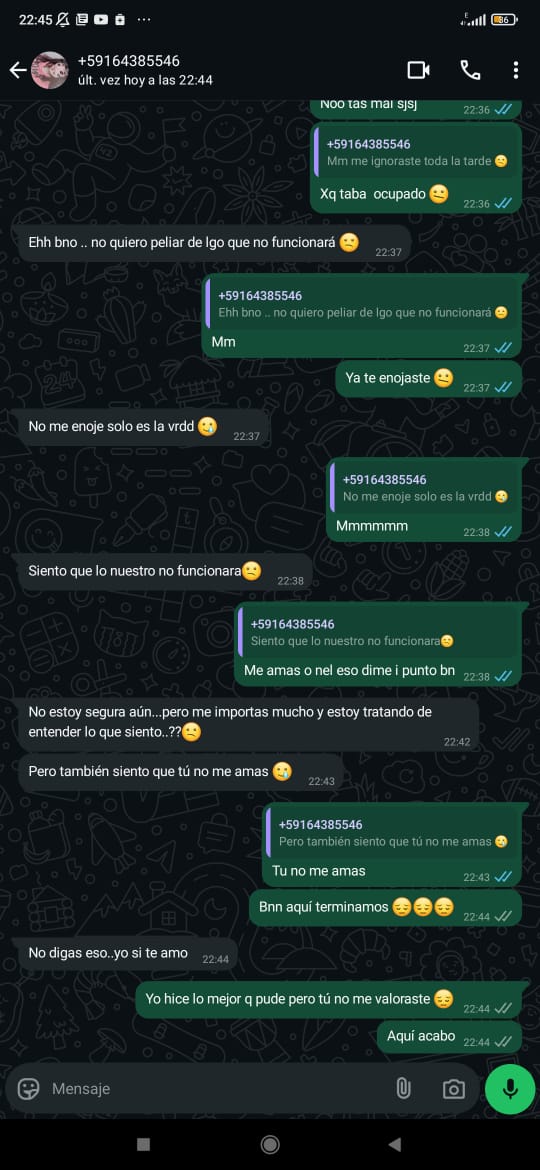 22:45
86
+59164385546
últ. vez hoy a las 22:44
Noo tas mal sjsj 22:36
+59164385546
Mm me ignoraste toda la tarde 😕
Xq taba ocupado 🫤 22:36
Ehh bno .. no quiero peliar de lgo que no funcionará 😕 22:37
+59164385546
Ehh bno .. no quiero peliar de lgo que no funcionará 😕
Mm 22:37
Ya te enojaste 🫤 22:37
No me enoje solo es la vrdd 🥲 22:37
+59164385546
No me enoje solo es la vrdd 🥲
Mmmmmm 22:38
Siento que lo nuestro no funcionara😕 22:38
+59164385546
Siento que lo nuestro no funcionara😕
Me amas o nel eso dime i punto bn 22:38
No estoy segura aún...pero me importas mucho y estoy tratando de
entender lo que siento..??🙁 22:42
Pero también siento que tú no me amas 🥲 22:43
+59164385546
Pero también siento que tú no me amas 🥲
Tu no me amas 22:43
Bnn aquí terminamos 😔😔😔 22:44
No digas eso..yo si te amo 22:44
Yo hice lo mejor q pude pero tú no me valoraste 😔 22:44
Aquí acabo 22:44
Mensaje